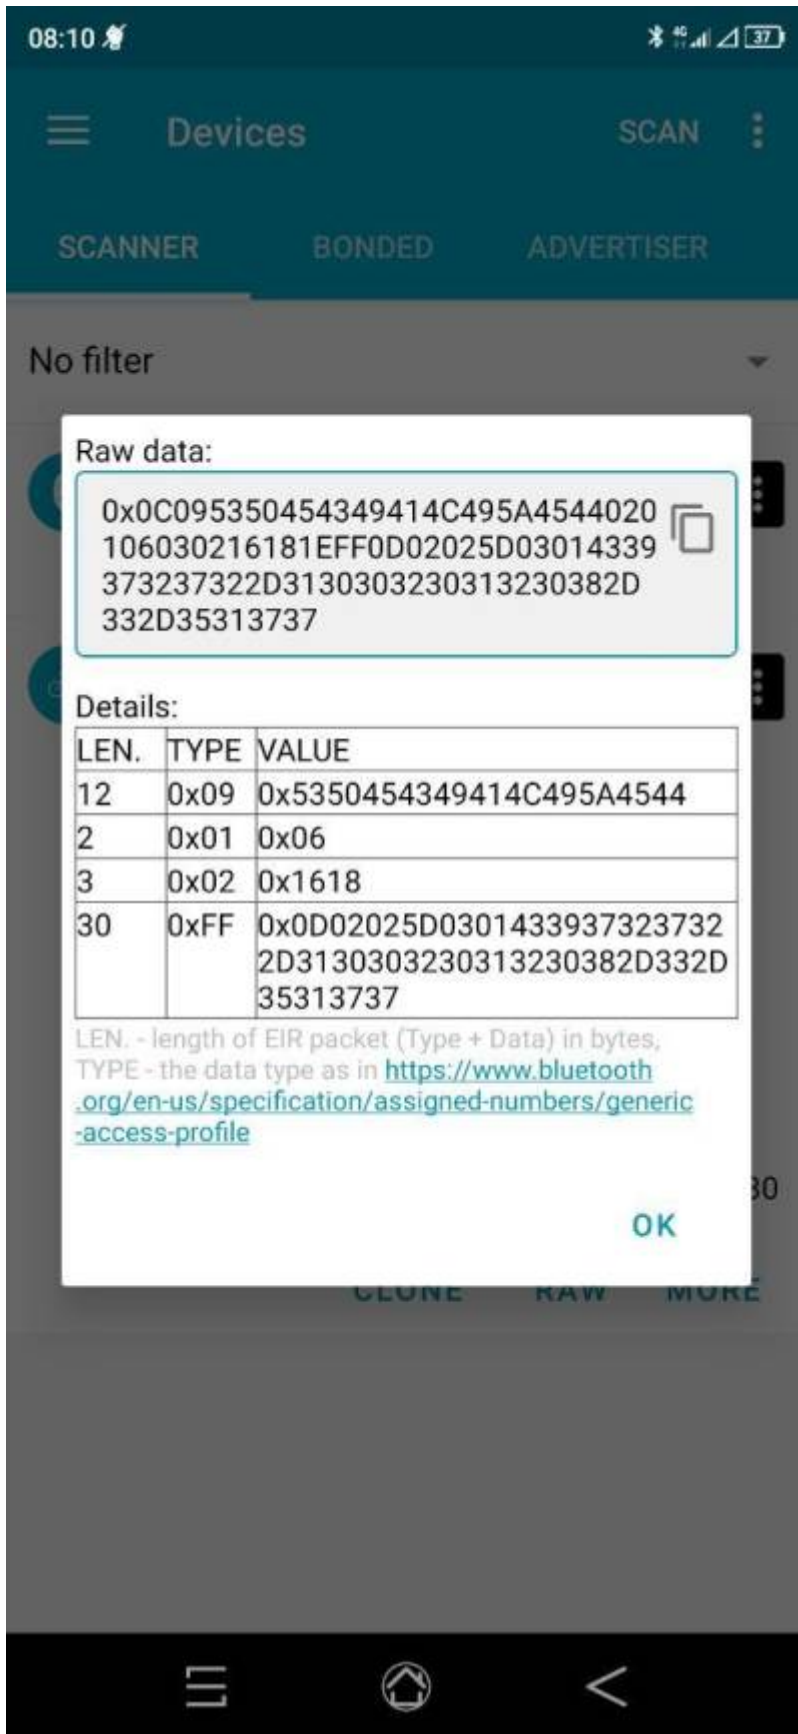 08:10
4G
37
Devices
SCAN
SCANNER BONDED ADVERTISER
No filter
Raw data:
0x0C095350454349414C495A4544020
106030216181EFF0D02025D03014339
373237322D3130303230313230382D
332D35313737
Details:
LEN. TYPE VALUE
12 0x09 0x5350454349414C495A4544
2 0x01 0x06
3 0x02 0x1618
30 0xFF 0x0D02025D0301433937323732
2D3130303230313230382D332D
35313737
LEN. - length of EIR packet (Type + Data) in bytes,
TYPE - the data type as in https://www.bluetooth
.org/en-us/specification/assigned-numbers/generic
-access-profile
30
OK
CLONE RAW MORE